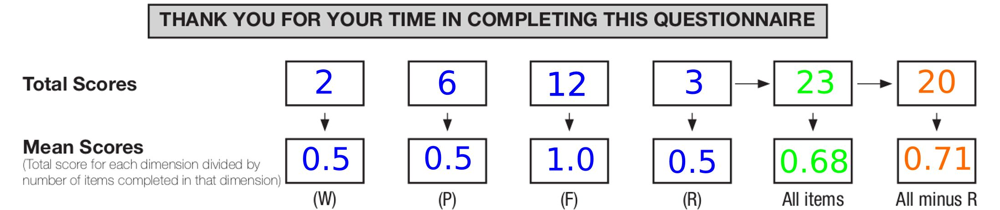 THANK YOU FOR YOUR TIME IN COMPLETING THIS QUESTIONNAIRE
Total Scores 2 6 12 3 23 20
Mean Scores
(Total score for each dimension divided by
number of items completed in that dimension)
0.5 0.5 1.0 0.5 0.68 0.71
(W) (P) (F) (R) All items All minus R